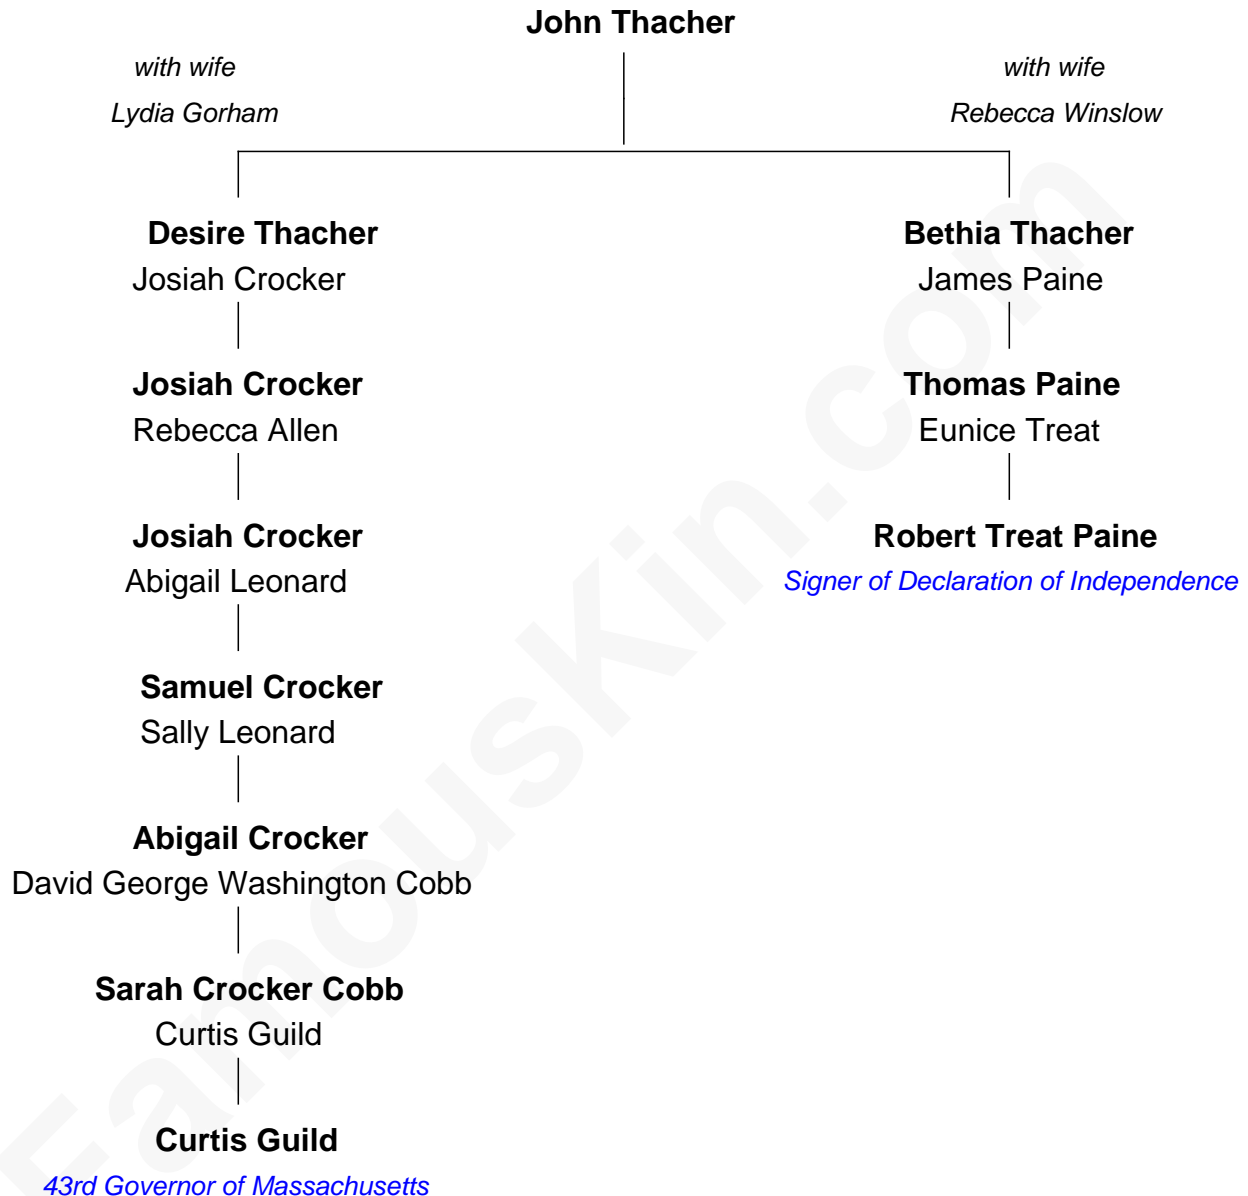 John Thacher
with wife
Lydia Gorham
with wife
Rebecca Winslow
Desire Thacher
Josiah Crocker
Bethia Thacher
James Paine
Josiah Crocker
Rebecca Allen
Thomas Paine
Eunice Treat
Josiah Crocker
Abigail Leonard
Robert Treat Paine
Signer of Declaration of Independence
Samuel Crocker
Sally Leonard
Abigail Crocker
David George Washington Cobb
Sarah Crocker Cobb
Curtis Guild
Curtis Guild
43rd Governor of Massachusetts
FamousKin.com